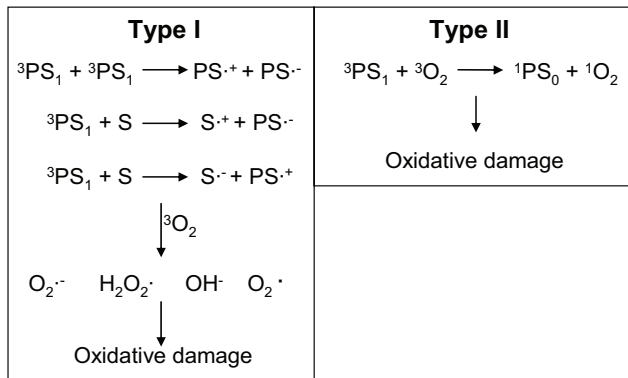 Type I
³PS₁ + ³PS₁ ⟶ PS·⁺ + PS·⁻
³PS₁ + S ⟶ S·⁺ + PS·⁻
³PS₁ + S ⟶ S·⁻ + PS·⁺
³O₂
O₂·⁻ H₂O₂· OH⁻ O₂˙
Oxidative damage
Type II
³PS₁ + ³O₂ ⟶ ¹PS₀ + ¹O₂
Oxidative damage